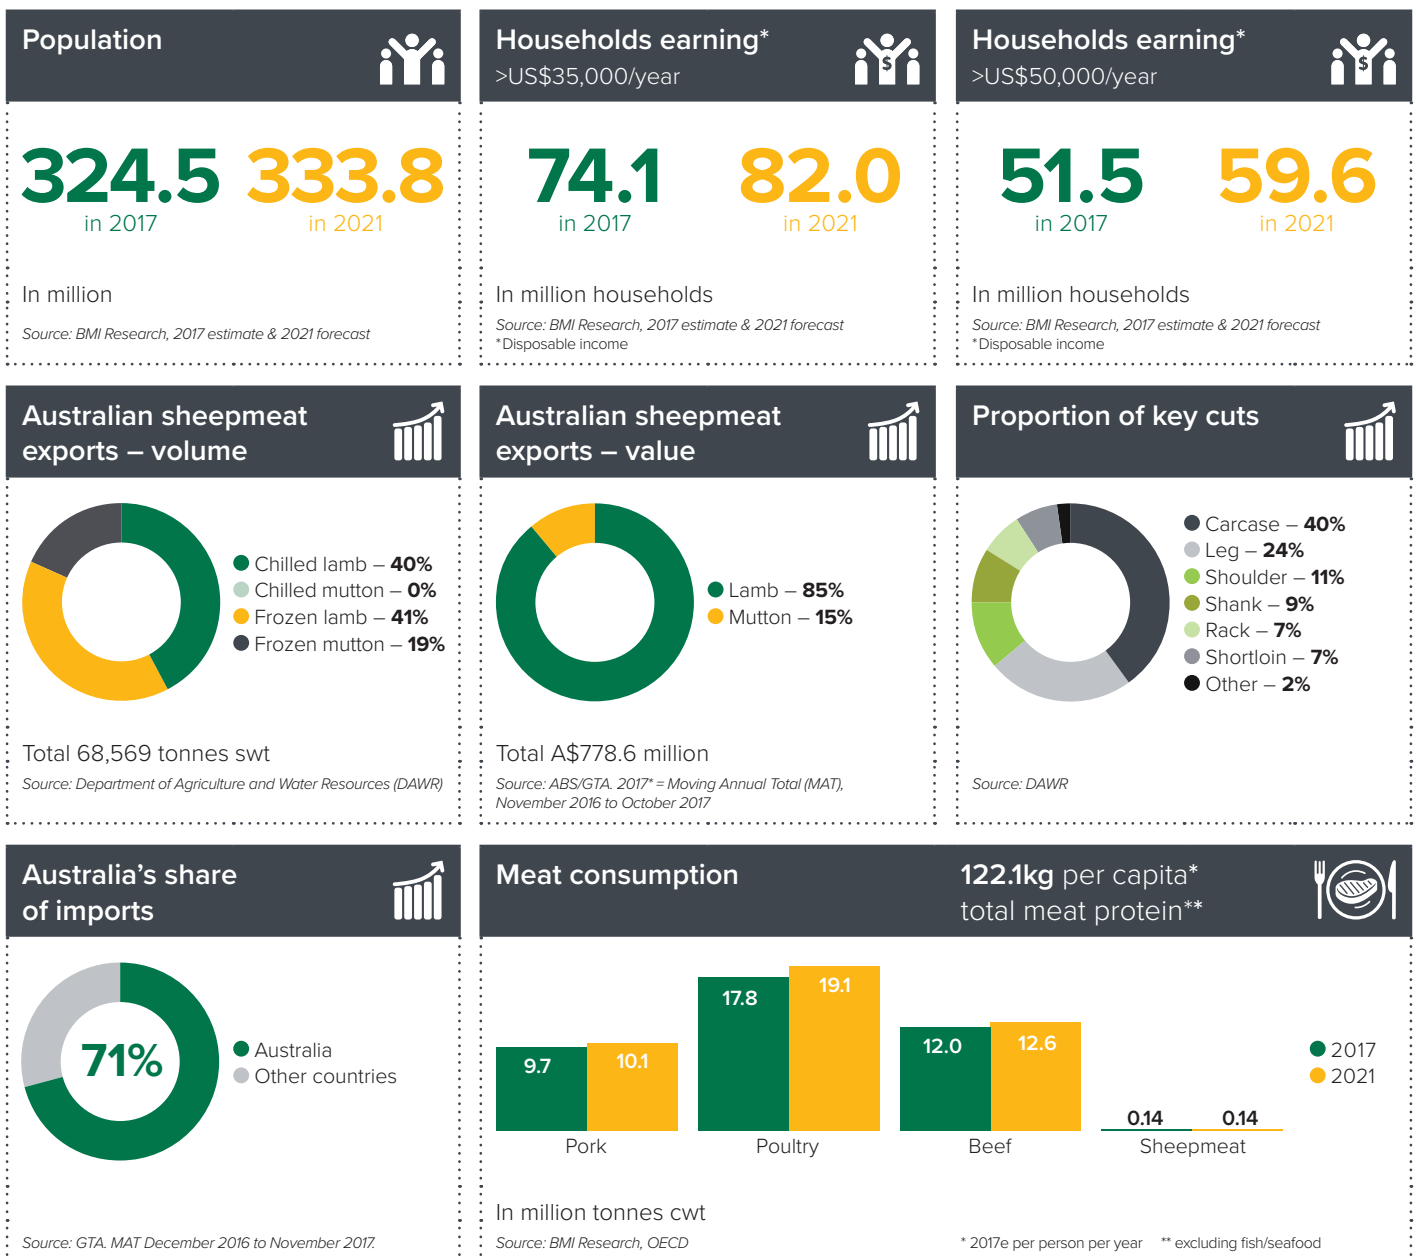 Population
324.5 333.8
in 2017 in 2021
In million
Source: BMI Research, 2017 estimate & 2021 forecast
Households earning*
>US$35,000/year
$
74.1 82.0
in 2017 in 2021
In million households
Source: BMI Research, 2017 estimate & 2021 forecast
*Disposable income
Households earning*
>US$50,000/year
$
51.5 59.6
in 2017 in 2021
In million households
Source: BMI Research, 2017 estimate & 2021 forecast
*Disposable income
Australian sheepmeat
exports – volume
Chilled lamb – 40%
Chilled mutton – 0%
Frozen lamb – 41%
Frozen mutton – 19%
Total 68,569 tonnes swt
Source: Department of Agriculture and Water Resources (DAWR)
Australian sheepmeat
exports – value
Lamb – 85%
Mutton – 15%
Total A$778.6 million
Source: ABS/GTA. 2017* = Moving Annual Total (MAT),
November 2016 to October 2017
Proportion of key cuts
Carcase – 40%
Leg – 24%
Shoulder – 11%
Shank – 9%
Rack – 7%
Shortloin – 7%
Other – 2%
Source: DAWR
Australia's share
of imports
71%
Australia
Other countries
Source: GTA. MAT December 2016 to November 2017.
Meat consumption
122.1kg per capita*
total meat protein**
9.7 10.1
17.8 19.1
12.0 12.6
0.14 0.14
Pork Poultry Beef Sheepmeat
2017
2021
In million tonnes cwt
Source: BMI Research, OECD
* 2017e per person per year ** excluding fish/seafood